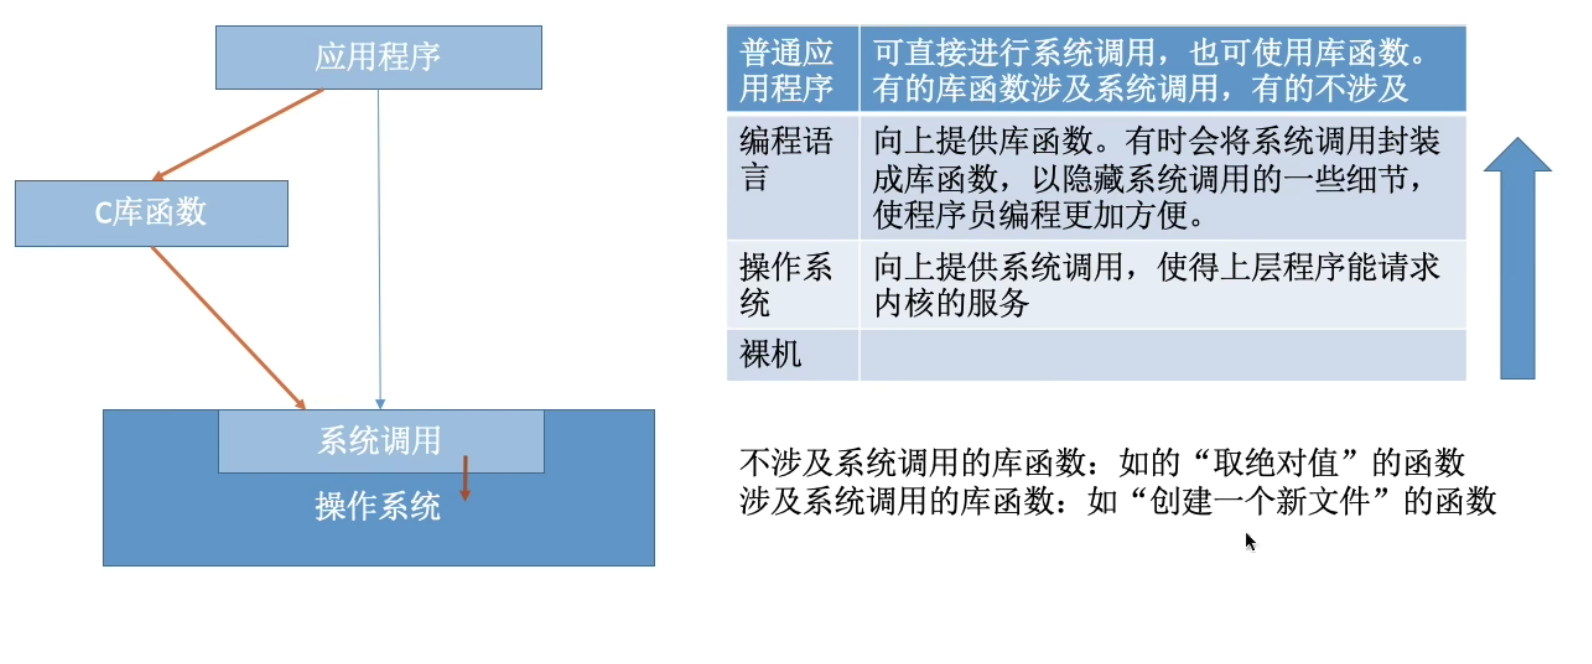 应用程序
C库函数
系统调用
操作系统
普通应
用程序
可直接进行系统调用，也可使用库函数。
有的库函数涉及系统调用，有的不涉及
编程语
言
向上提供库函数。有时会将系统调用封装
成库函数，以隐藏系统调用的一些细节，
使程序员编程更加方便。
操作系
统
向上提供系统调用，使得上层程序能请求
内核的服务
裸机
不涉及系统调用的库函数：如的“取绝对值”的函数
涉及系统调用的库函数：如“创建一个新文件”的函数